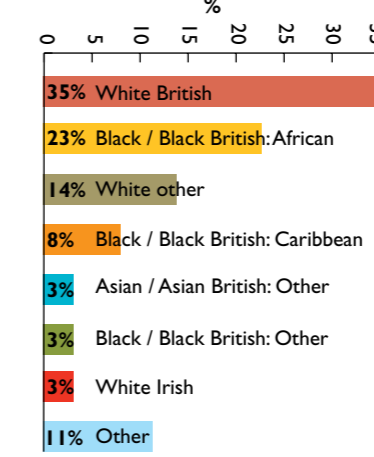 %
0 5 10 15 20 25 30
35% White British
23% Black / Black British: African
14% White other
8% Black / Black British: Caribbean
3% Asian / Asian British: Other
3% Black / Black British: Other
3% White Irish
11% Other